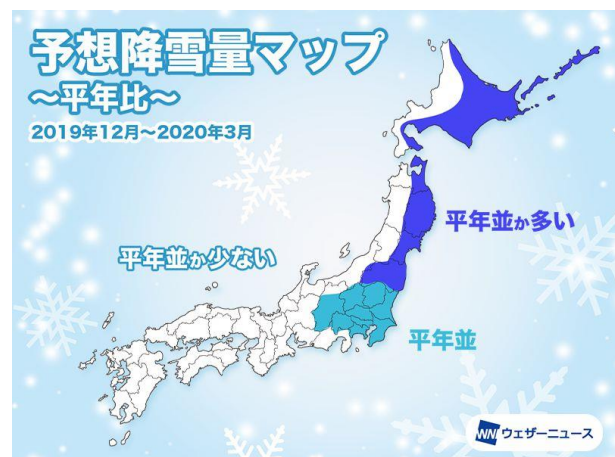 予想降雪量マップ
~平年比~
2019年12月~2020年3月
平年並か多い
平年並か少ない
平年並
WNI ウェザーニュース